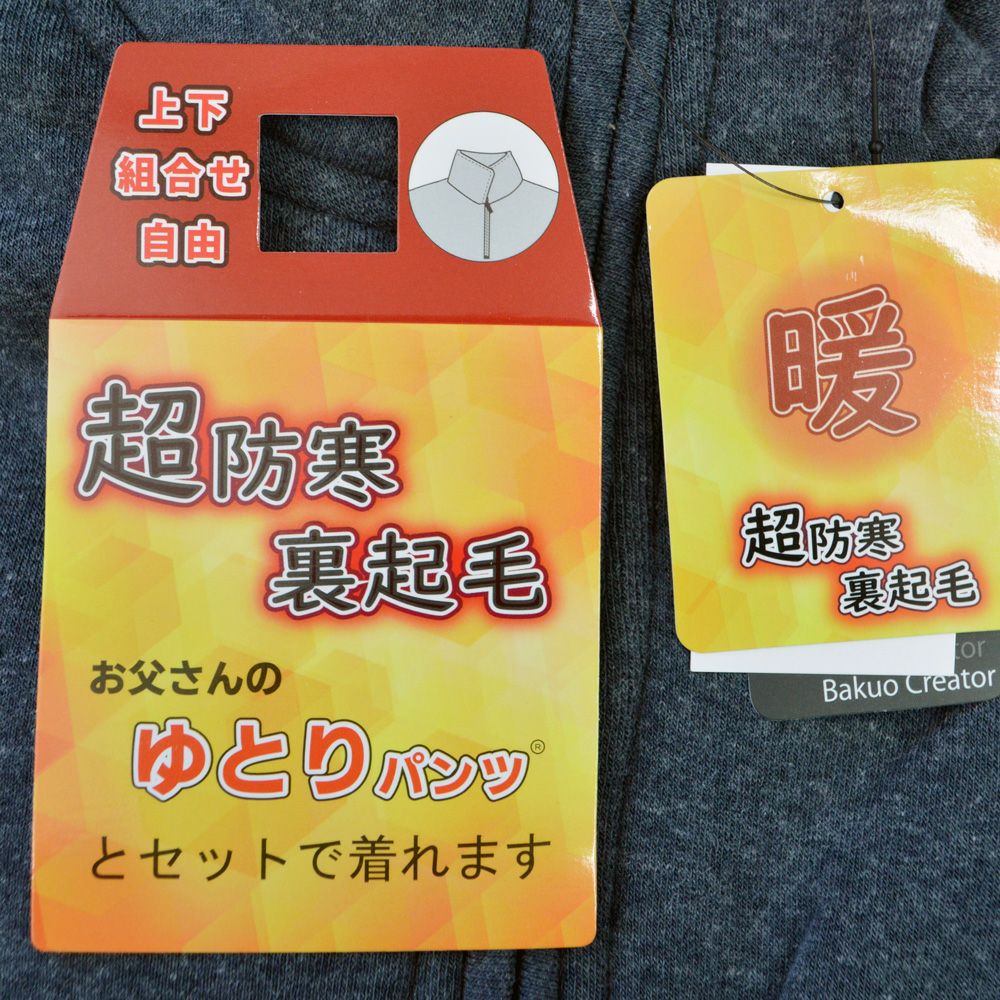 上下
組合せ
自由
超防寒
裏起毛
お父さんの
ゆとりパンツ®
とセットで着れます
暖
超防寒
裏起毛
tor
Bakuo Creator